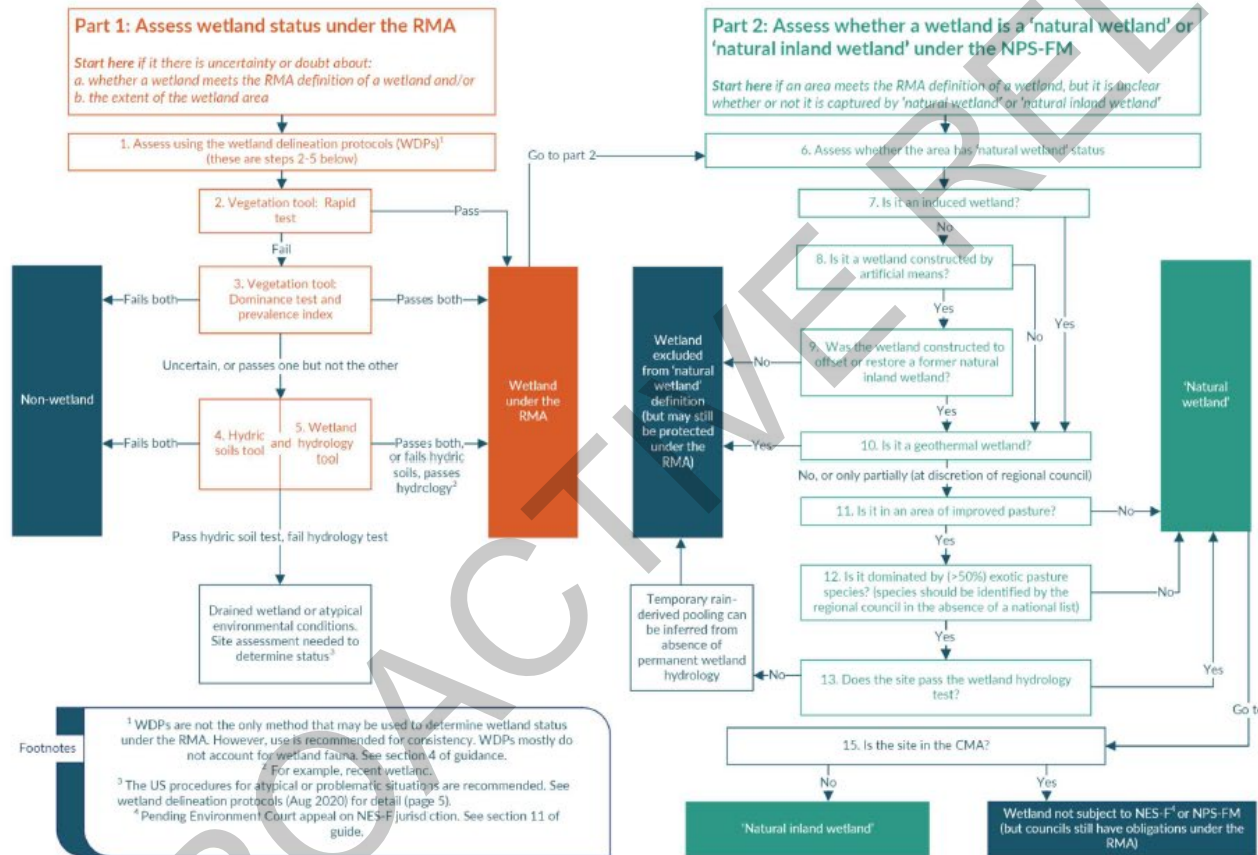 Part 1: Assess wetland status under the RMA
Start here if it there is uncertainty or doubt about:
a. whether a wetland meets the RMA definition of a wetland and/or
b. the extent of the wetland area
1. Assess using the wetland delineation protocols (WDPs)¹
(these are steps 2-5 below)
2. Vegetation tool: Rapid
test
Pass
Fail
3. Vegetation tool:
Dominance test and
prevalence index
Fails both
Passes both
Uncertain, or passes one but not the other
Non-wetland
4. Hydric
soils tool
and
5. Wetland
hydrology
tool
Fails both
Passes both,
or fails hydric
soils, passes
hydrology²
Wetland
under the
RMA
Pass hydric soil test, fail hydrology test
Drained wetland or atypical
environmental conditions.
Site assessment needed to
determine status³
Go to part 2
Part 2: Assess whether a wetland is a 'natural wetland' or
'natural inland wetland' under the NPS-FM
Start here if an area meets the RMA definition of a wetland, but it is unclear
whether or not it is captured by 'natural wetland' or 'natural inland wetland'
6. Assess whether the area has 'natural wetland' status
7. Is it an induced wetland?
No
Yes
8. Is it a wetland constructed by
artificial means?
Yes
No
9. Was the wetland constructed to
offset or restore a former natural
inland wetland?
No
Yes
Wetland
excluded
from 'natural
wetland'
definition
(but may still
be protected
under the
RMA)
10. Is it a geothermal wetland?
Yes
No, or only partially (at discretion of regional council)
11. Is it in an area of improved pasture?
No
Yes
'Natural
wetland'
12. Is it dominated by (>50%) exotic pasture
species? (species should be identified by the
regional council in the absence of a national list)
No
Yes
13. Does the site pass the wetland hydrology
test?
No
Yes
Temporary rain-
derived pooling can
be inferred from
absence of
permanent wetland
hydrology
Go to
15. Is the site in the CMA?
No
Yes
'Natural inland wetland'
Wetland not subject to NES-F⁴ or NPS-FM
(but councils still have obligations under the
RMA)
Footnotes
¹ WDPs are not the only method that may be used to determine wetland status
under the RMA. However, use is recommended for consistency. WDPs mostly do
not account for wetland fauna. See section 4 of guidance.
² For example, recent wetland.
³ The US procedures for atypical or problematic situations are recommended. See
wetland delineation protocols (Aug 2020) for detail (page 5).
⁴ Pending Environment Court appeal on NES-F jurisdiction. See section 11 of
guide.
ROACTIVE REL